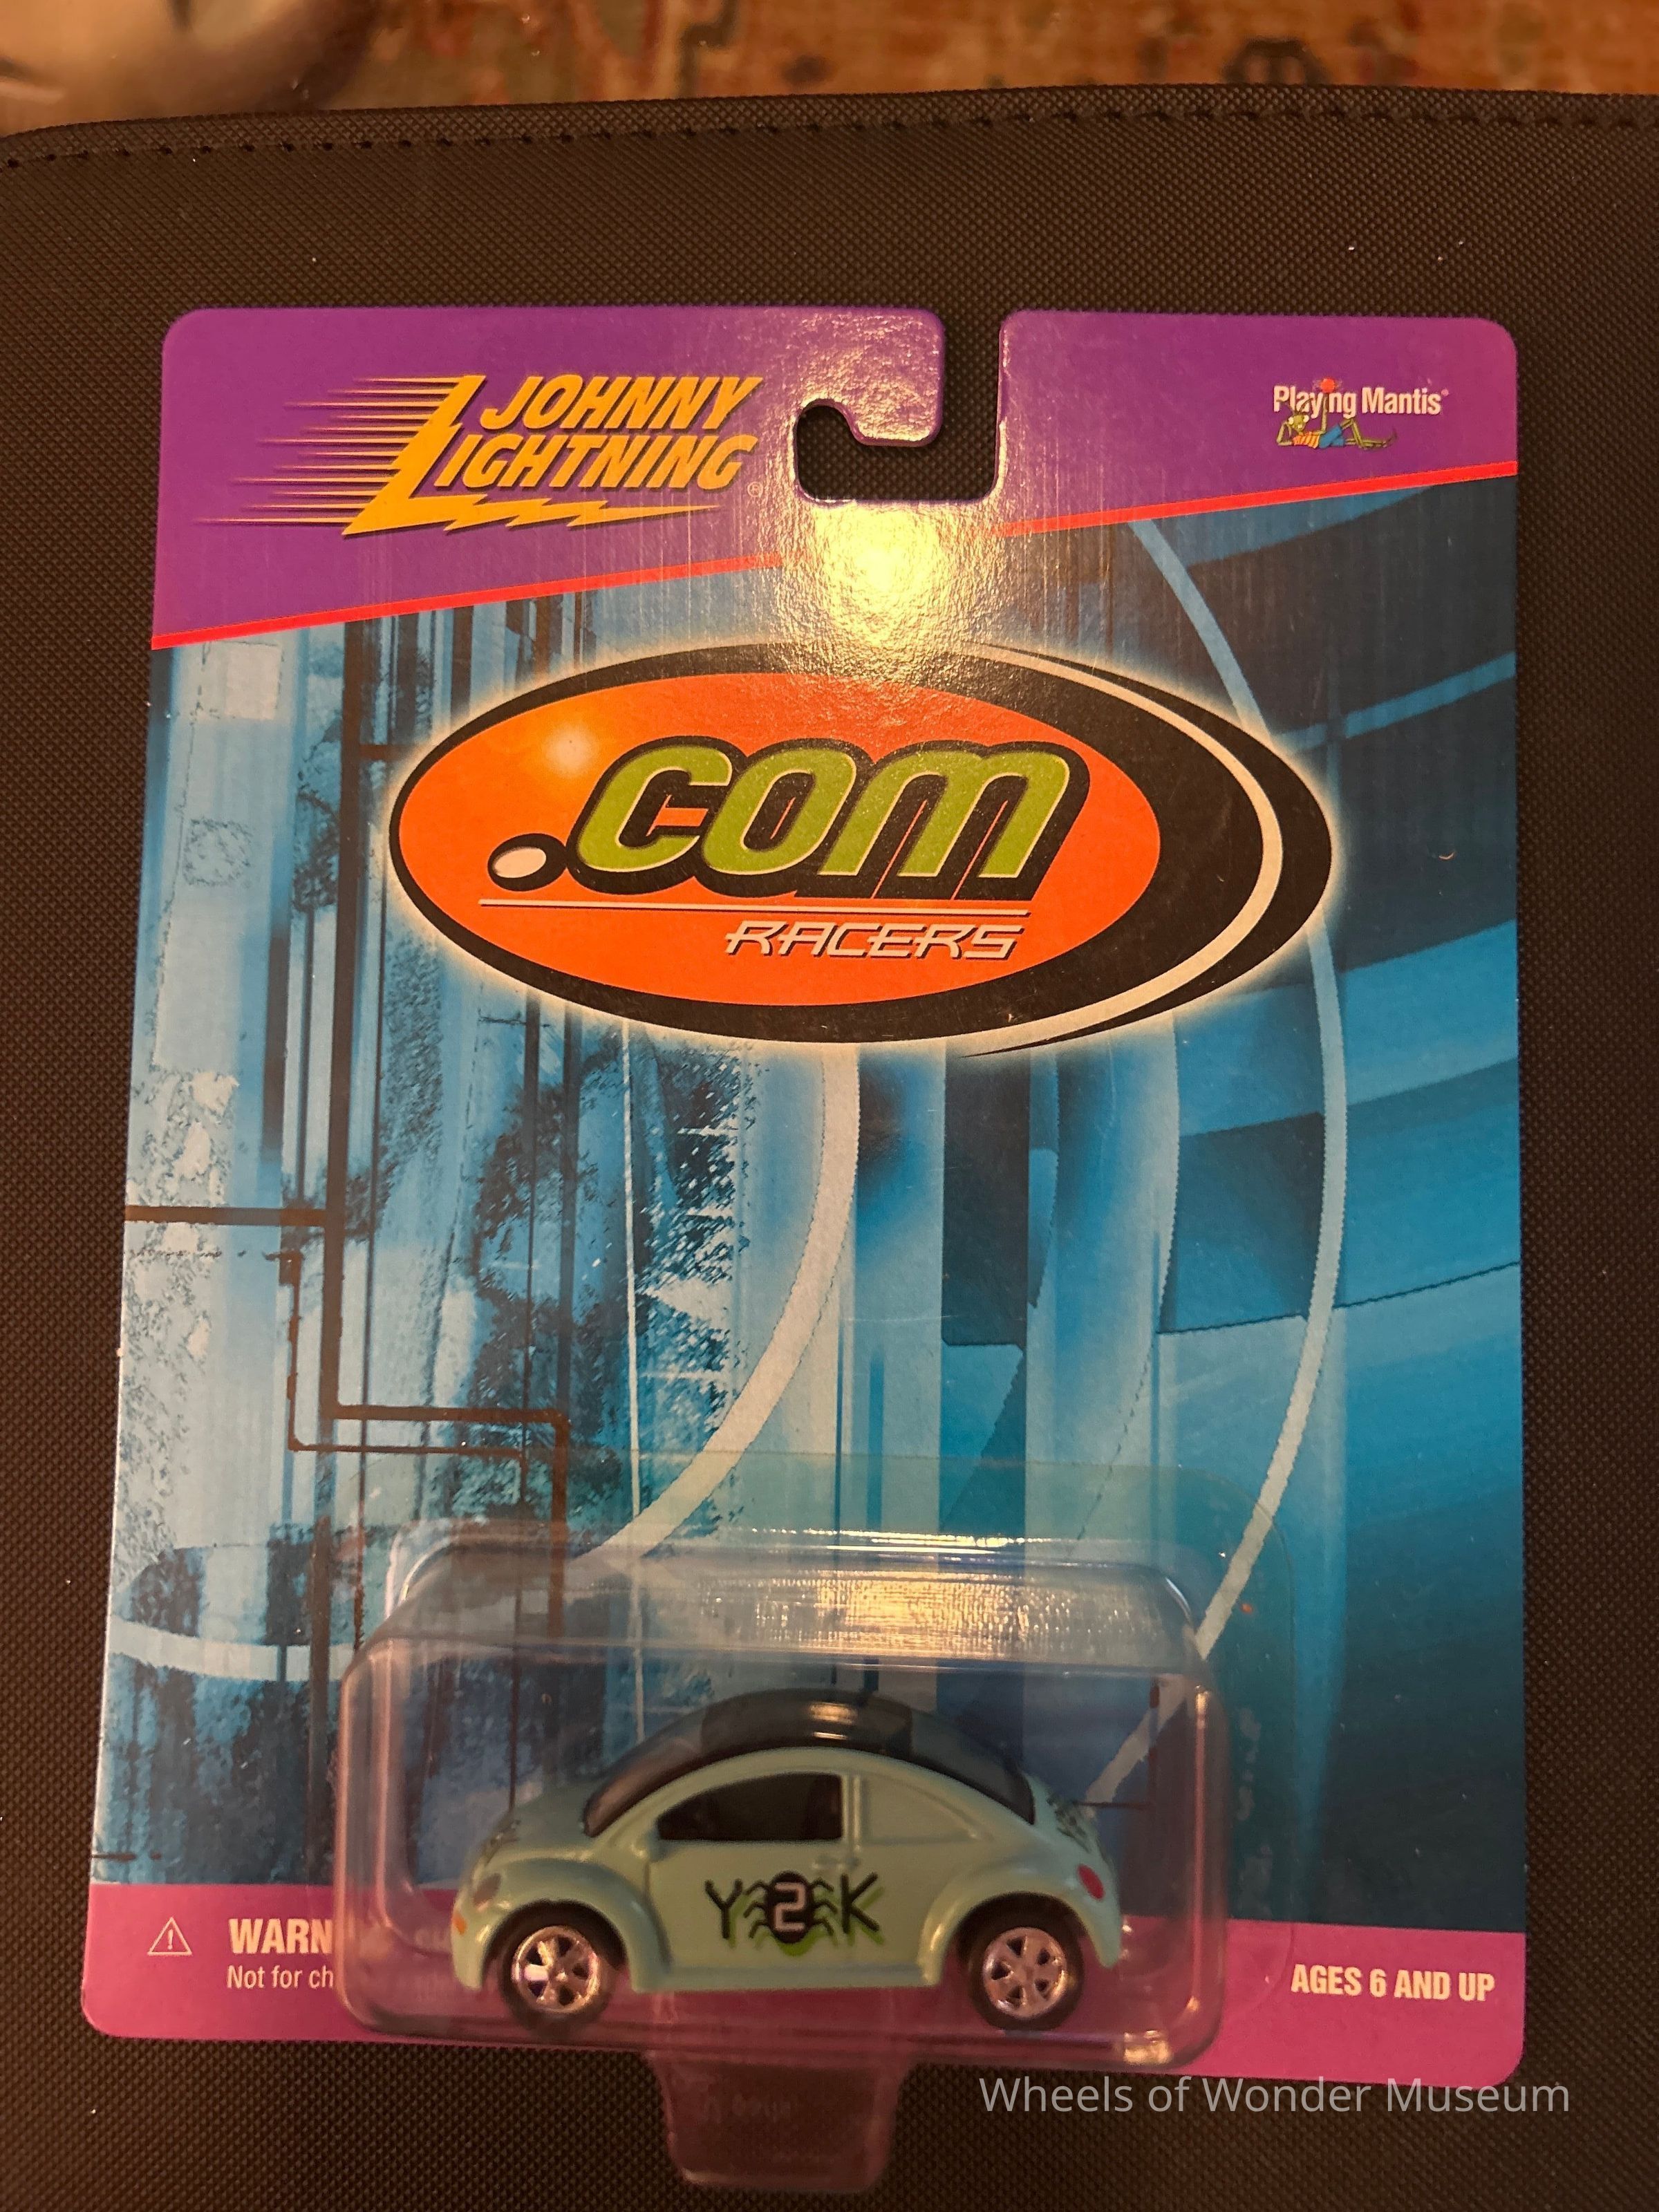 JOHNNY
LIGHTNING
Playing Mantis
.com
RACERS
Y2K
WARN
Not for ch
AGES 6 AND UP
Wheels of Wonder Museum